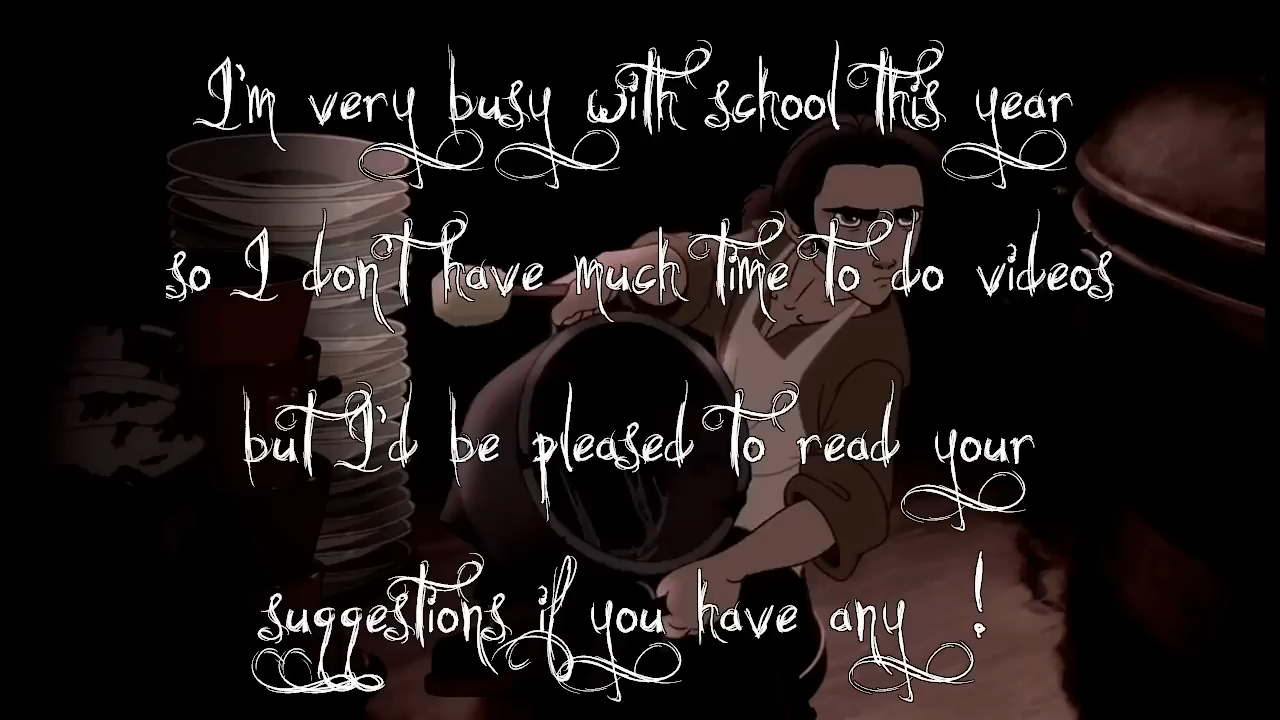 I'm very busy with school this year
so I don't have much time to do videos
but I'd be pleased to read your
suggestions if you have any !